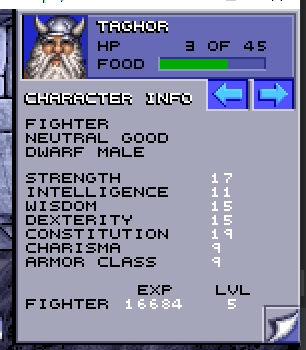 TAGHOR
HP 3 OF 45
FOOD
CHARACTER INFO
FIGHTER
NEUTRAL GOOD
DWARF MALE
STRENGTH 17
INTELLIGENCE 11
WISDOM 15
DEXTERITY 15
CONSTITUTION 19
CHARISMA 9
ARMOR CLASS 9
EXP LVL
FIGHTER 16684 5